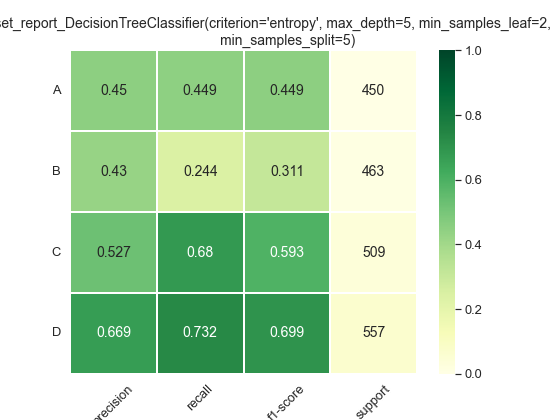 set_report_DecisionTreeClassifier(criterion='entropy', max_depth=5, min_samples_leaf=2,
min_samples_split=5)
A 0.45 0.449 0.449 450
B 0.43 0.244 0.311 463
C 0.527 0.68 0.593 509
D 0.669 0.732 0.699 557
recision recall f1-score support
1.0
0.8
0.6
0.4
0.2
0.0